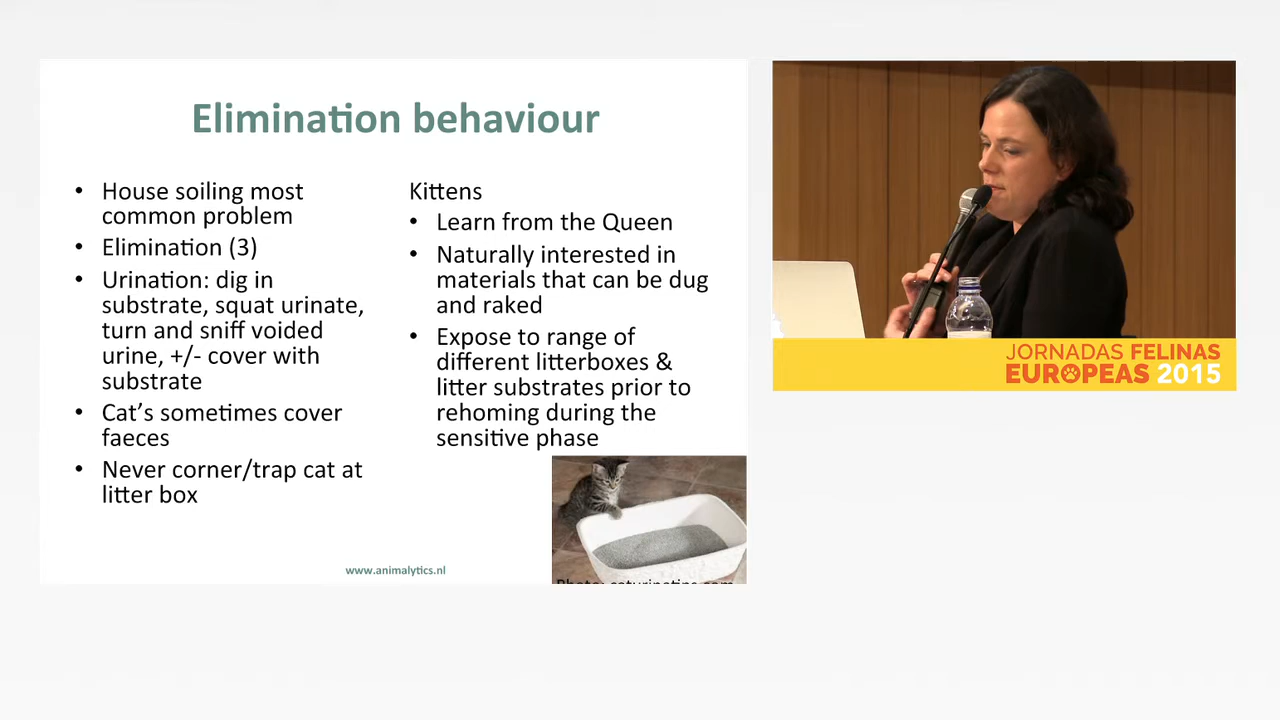 Elimination behaviour
• House soiling most
common problem
• Elimination (3)
• Urination: dig in
substrate, squat urinate,
turn and sniff voided
urine, +/- cover with
substrate
• Cat’s sometimes cover
faeces
• Never corner/trap cat at
litter box
Kittens
• Learn from the Queen
• Naturally interested in
materials that can be dug
and raked
• Expose to range of
different litterboxes &
litter substrates prior to
rehoming during the
sensitive phase
www.animalytics.nl
JORNADAS FELINAS
EUROPEAS 2015